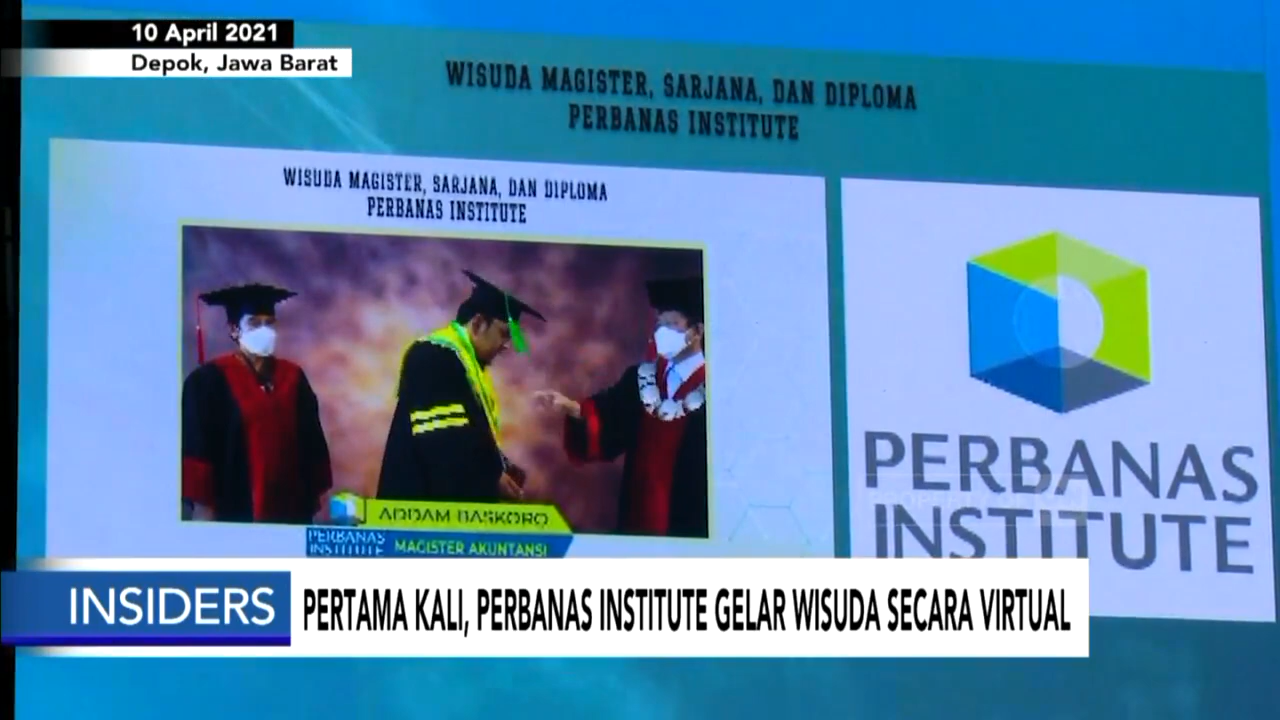 10 April 2021
Depok, Jawa Barat
WISUDA MAGISTER, SARJANA, DAN DIPLOMA
PERBANAS INSTITUTE
WISUDA MAGISTER, SARJANA, DAN DIPLOMA
PERBANAS INSTITUTE
ADDAM BASKORO
PERBANAS
INSTITUTE
MAGISTER AKUNTANSI
PERBANAS
INSTITUTE
INSIDERS
PERTAMA KALI, PERBANAS INSTITUTE GELAR WISUDA SECARA VIRTUAL